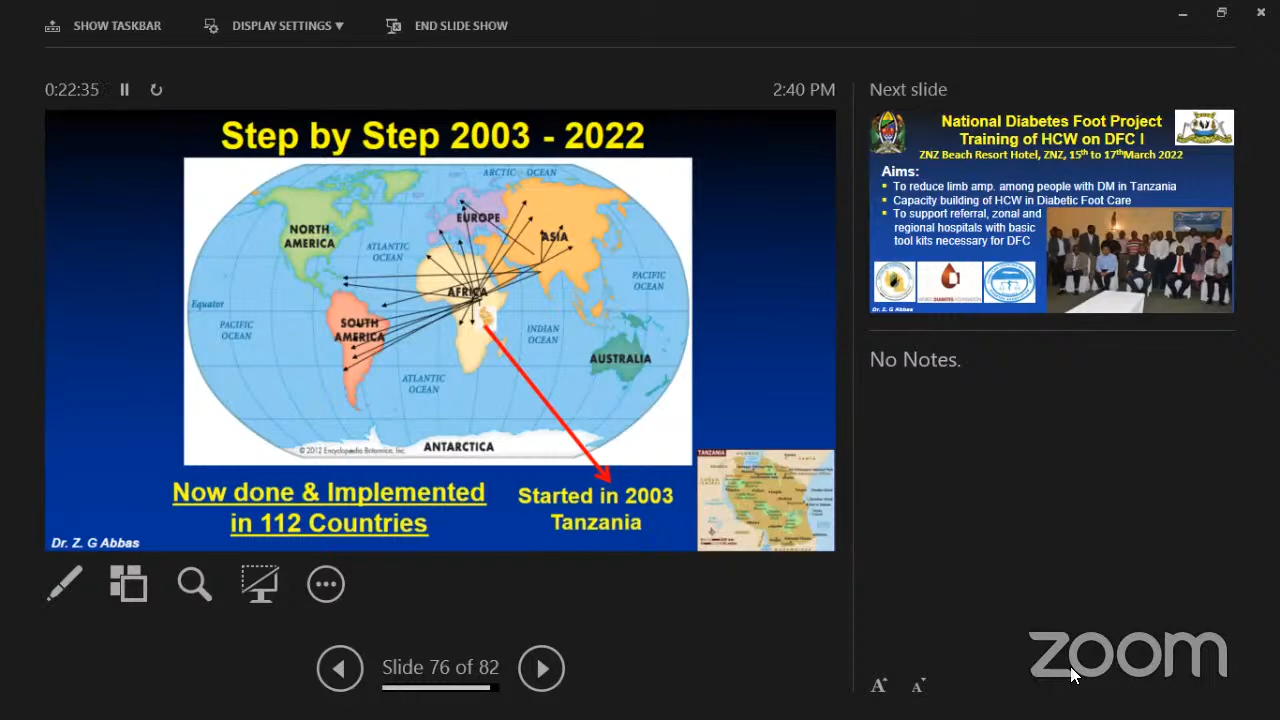 SHOW TASKBAR
DISPLAY SETTINGS ▼
END SLIDE SHOW
0:22:35
2:40 PM
Step by Step 2003 - 2022
ARCTIC OCEAN
NORTH
AMERICA
EUROPE
ASIA
ATLANTIC
OCEAN
PACIFIC
OCEAN
AFRICA
Equator
PACIFIC
OCEAN
SOUTH
AMERICA
INDIAN
OCEAN
AUSTRALIA
ATLANTIC
OCEAN
ANTARCTICA
© 2012 Encyclopædia Britannica, Inc.
Now done & Implemented
in 112 Countries
Started in 2003
Tanzania
TANZANIA
Dr. Z. G Abbas
Slide 76 of 82
Next slide
National Diabetes Foot Project
Training of HCW on DFC I
ZNZ Beach Resort Hotel, ZNZ, 15th to 17th March 2022
Aims:
▪ To reduce limb amp. among people with DM in Tanzania
▪ Capacity building of HCW in Diabetic Foot Care
▪ To support referral, zonal and
regional hospitals with basic
tool kits necessary for DFC
Dr. Z. G Abbas
No Notes.
A A
zoom